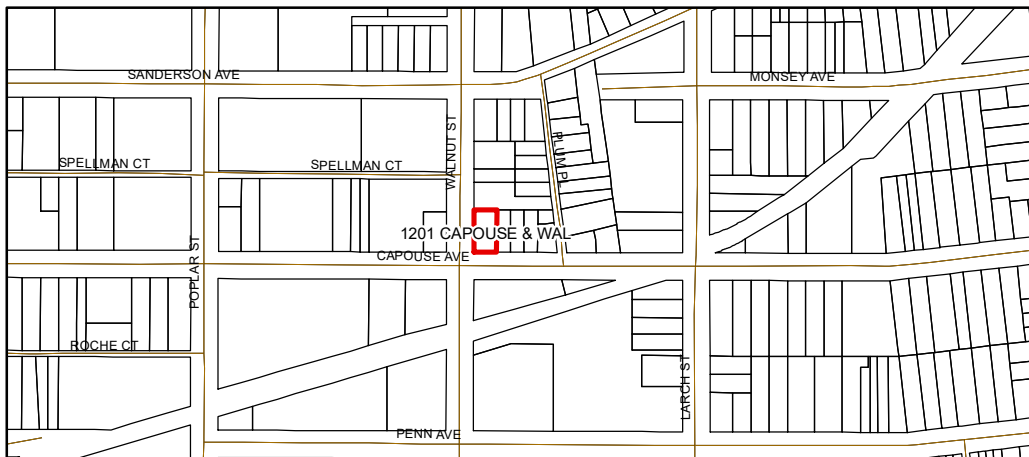 SANDERSON AVE
MONSEY AVE
WALNUT ST
PLUM PL
SPELLMAN CT
SPELLMAN CT
1201 CAPOUSE & WAL
CAPOUSE AVE
POPLAR ST
ROCHE CT
LARCH ST
PENN AVE